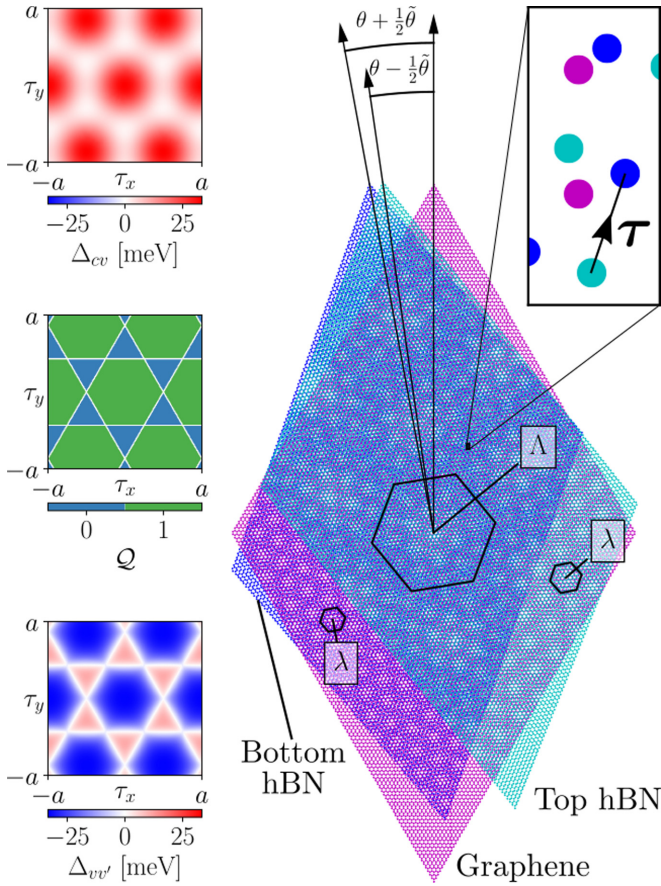 a
τy
−a
−a τx a
−25 0 25
Δcv [meV]
a
τy
−a
−a τx a
0 1
𝒬
a
τy
−a
−a τx a
−25 0 25
Δvv′ [meV]
θ + ½θ̃
θ − ½θ̃
τ
Λ
λ
λ
Bottom
hBN
Top hBN
Graphene